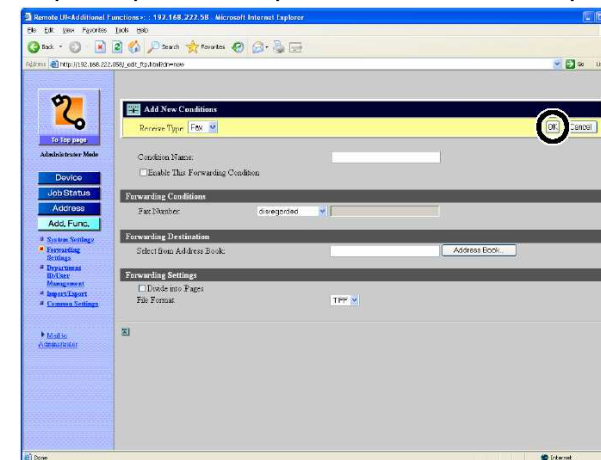 Remote UI<Additional Functions> : 192.168.222.58 Microsoft Internet Explorer
File Edit View Favorites Tools Help
Back Search Favorites
Address Go
To Top page
Administrator Mode
Device
Job Status
Address
Add. Func.
System Settings
Forwarding
Settings
Department
ID/User
Management
Import/Export
Common Settings
Mail to
Administrator
Add New Conditions
Receive Type: Fax OK Cancel
Condition Name:
Enable This Forwarding Condition
Forwarding Conditions
Fax Number: disregarded
Forwarding Destination
Select from Address Book: Address Book...
Forwarding Settings
Divide into Pages
File Format: TIFF
Done Internet